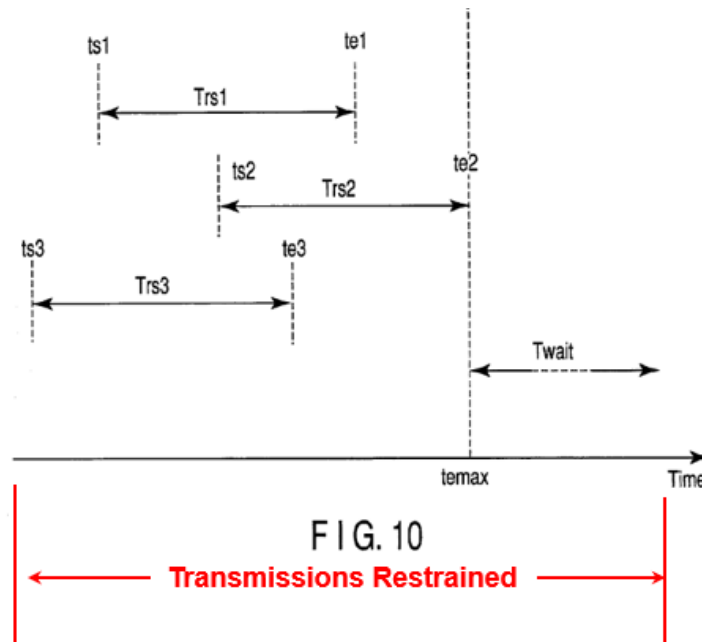 ts1 te1
Trs1
ts2 te2
Trs2
ts3 te3
Trs3
Twait
temax Time
FIG. 10
Transmissions Restrained